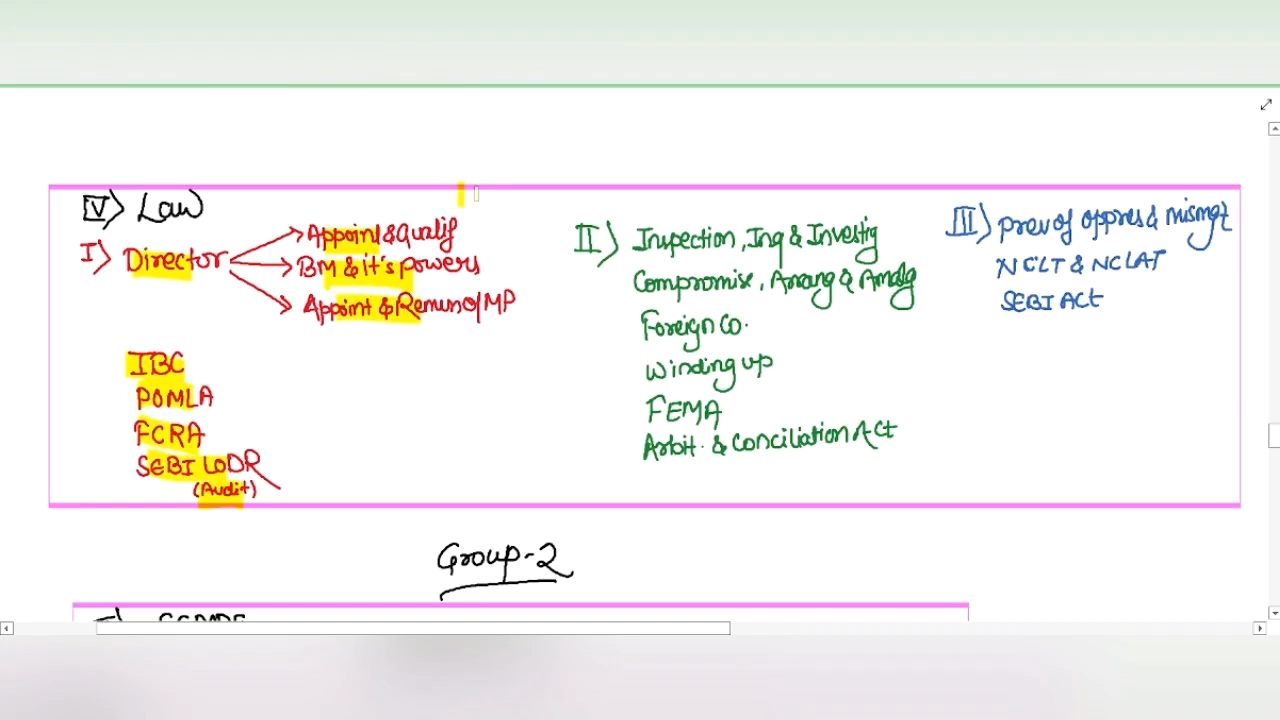 V) Law
I) Director
Appoint & Qualif
BM & it's powers
Appoint & Remun of MP
IBC
POMLA
FCRA
SEBI LODR
(Audit)
II) Inspection, Inq & Investig
Compromise, Arrang & Amalg
Foreign Co.
Winding up
FEMA
Arbit. & Conciliation Act
III) Prev of oppres & mismgt
NCLT & NCLAT
SEBI Act
Group-2